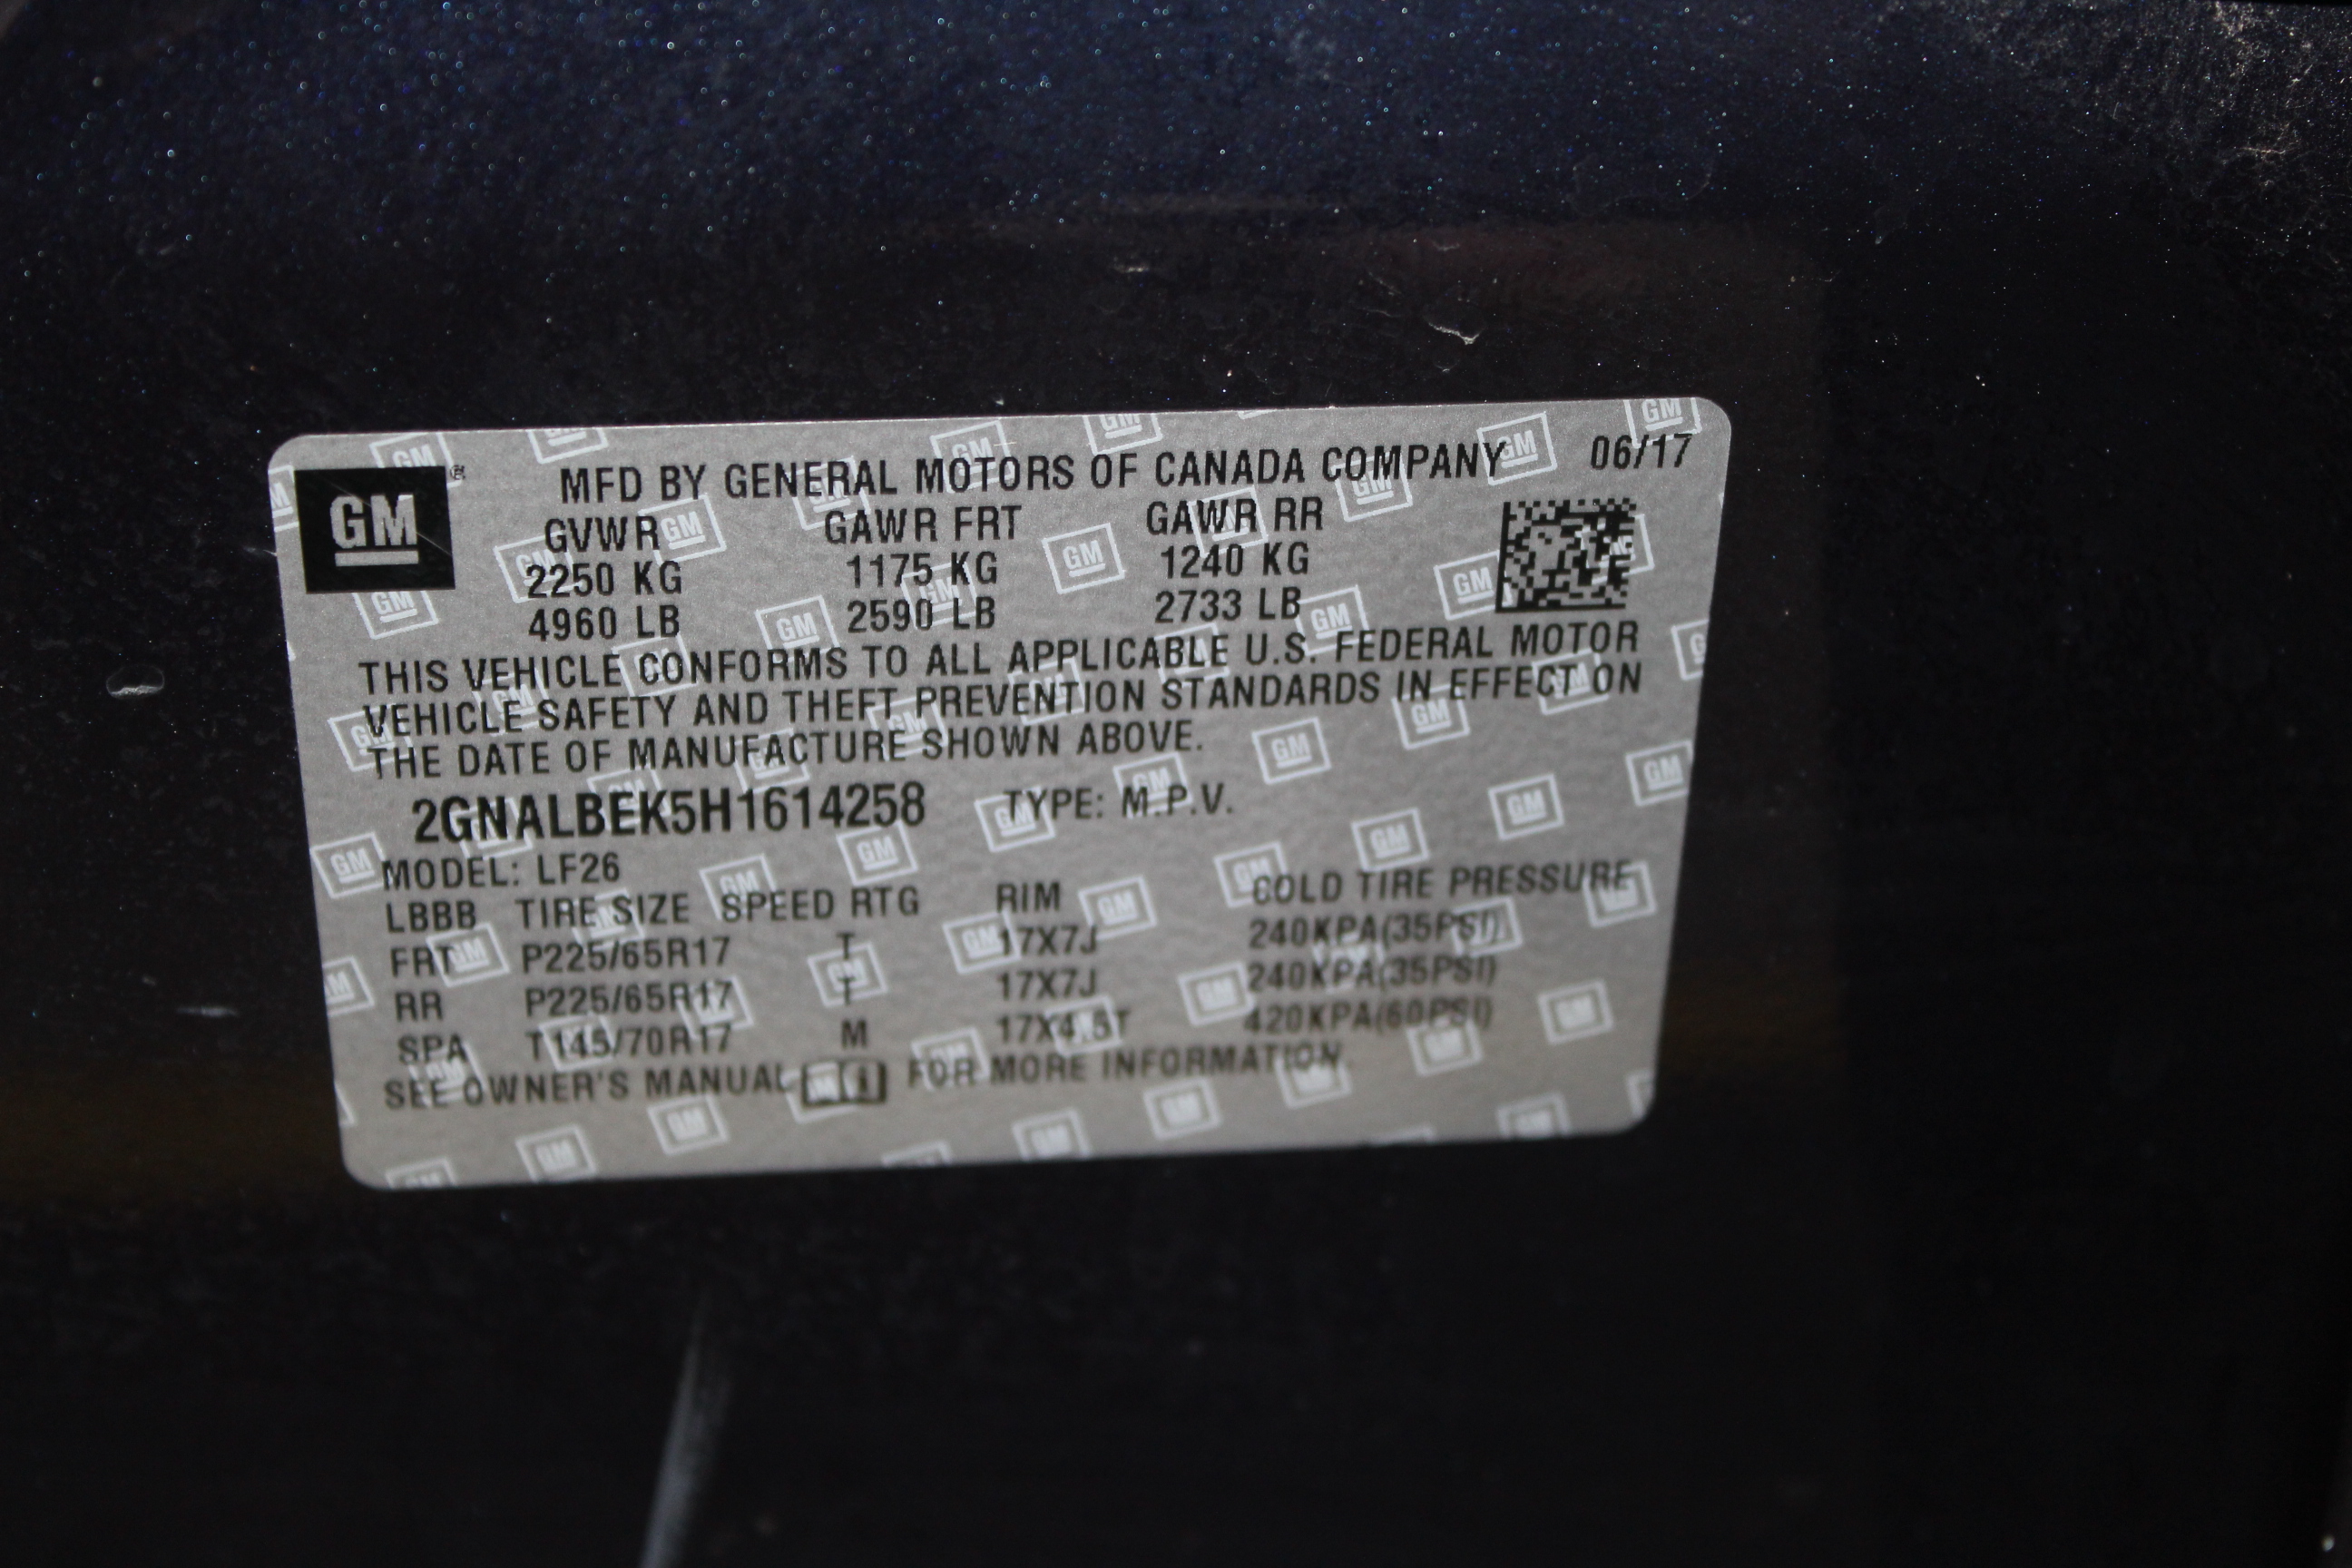 GM ® MFD BY GENERAL MOTORS OF CANADA COMPANY 06/17
GVWR GAWR FRT GAWR RR
2250 KG 1175 KG 1240 KG
4960 LB 2590 LB 2733 LB
THIS VEHICLE CONFORMS TO ALL APPLICABLE U.S. FEDERAL MOTOR
VEHICLE SAFETY AND THEFT PREVENTION STANDARDS IN EFFECT ON
THE DATE OF MANUFACTURE SHOWN ABOVE.
2GNALBEK5H1614258 TYPE: M.P.V.
MODEL: LF26
LBBB TIRE SIZE SPEED RTG RIM COLD TIRE PRESSURE
FRT P225/65R17 T 17X7J 240KPA(35PSI)
RR P225/65R17 T 17X7J 240KPA(35PSI)
SPA T145/70R17 M 17X4.5T 420KPA(60PSI)
SEE OWNER'S MANUAL FOR MORE INFORMATION.